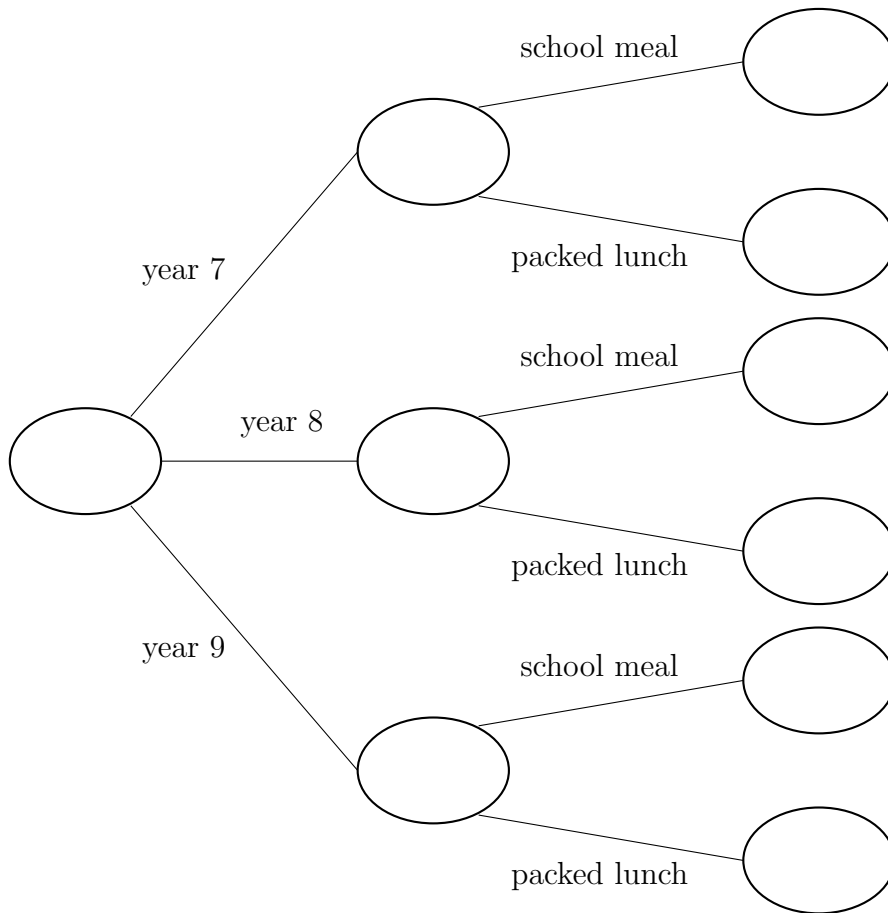 school meal
year 7
packed lunch
school meal
year 8
packed lunch
school meal
year 9
packed lunch